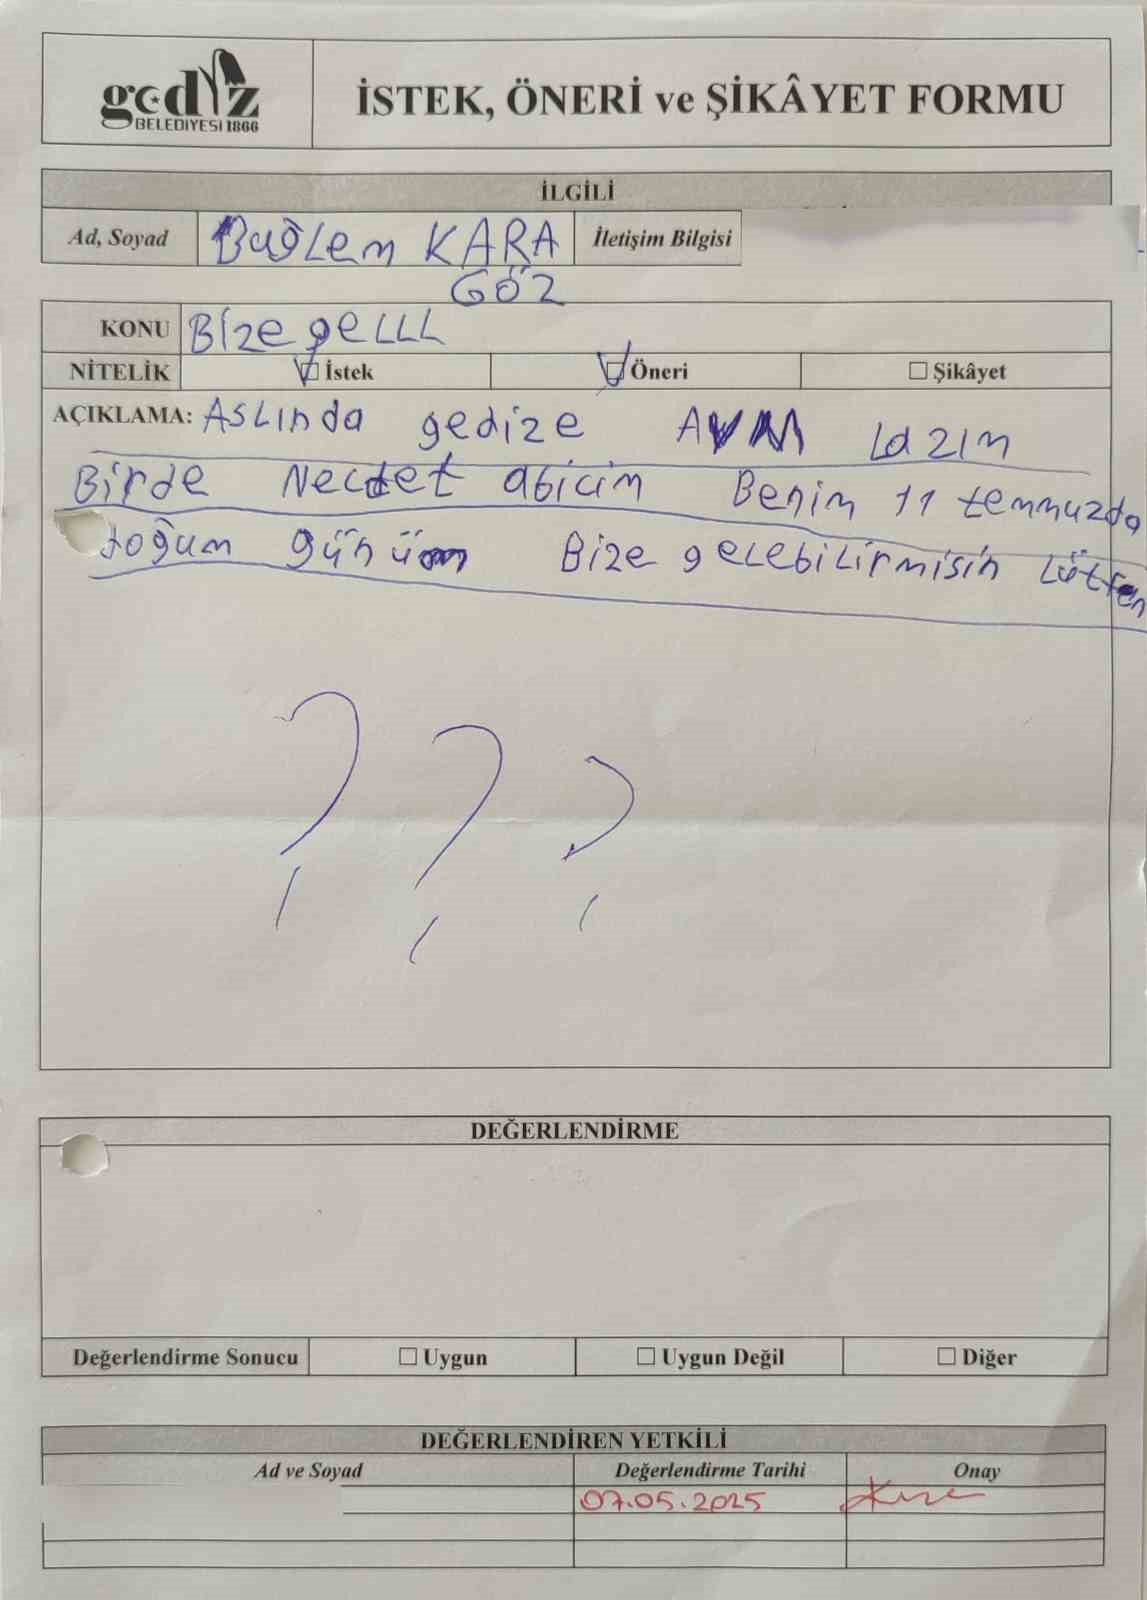 gediz
BELEDİYESİ 1866
İSTEK, ÖNERİ ve ŞİKÂYET FORMU
İLGİLİ
Ad, Soyad BuğLem KARA İletişim Bilgisi
GÖZ
KONU Bize geLLL
NİTELİK İstek Öneri Şikâyet
AÇIKLAMA: ASLında gedize AVM Lazım
Birde Necdet abicim Benim 11 temmuzda
doğum günüm Bize geLebiLirmisin Lütfen
???
DEĞERLENDİRME
Değerlendirme Sonucu Uygun Uygun Değil Diğer
DEĞERLENDİREN YETKİLİ
Ad ve Soyad Değerlendirme Tarihi Onay
07.05.2025